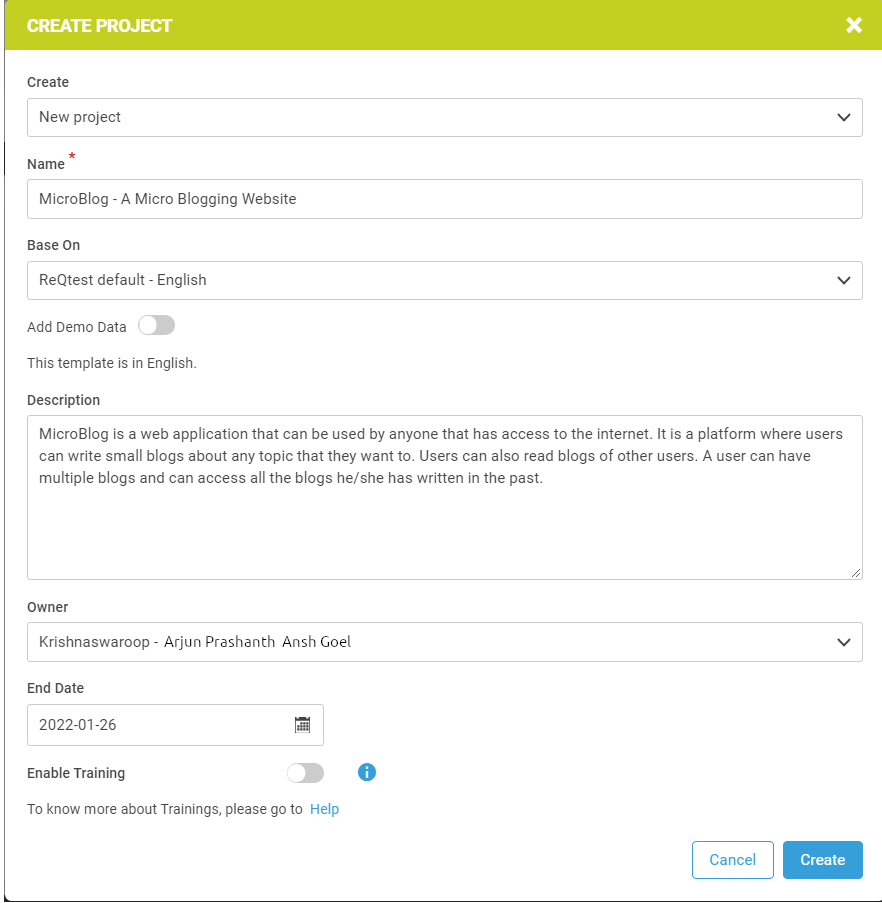 CREATE PROJECT
Create
New project
Name *
MicroBlog - A Micro Blogging Website
Base On
ReQtest default - English
Add Demo Data
This template is in English.
Description
MicroBlog is a web application that can be used by anyone that has access to the internet. It is a platform where users
can write small blogs about any topic that they want to. Users can also read blogs of other users. A user can have
multiple blogs and can access all the blogs he/she has written in the past.
Owner
Krishnaswaroop - Arjun Prashanth Ansh Goel
End Date
2022-01-26
Enable Training
To know more about Trainings, please go to Help
Cancel Create